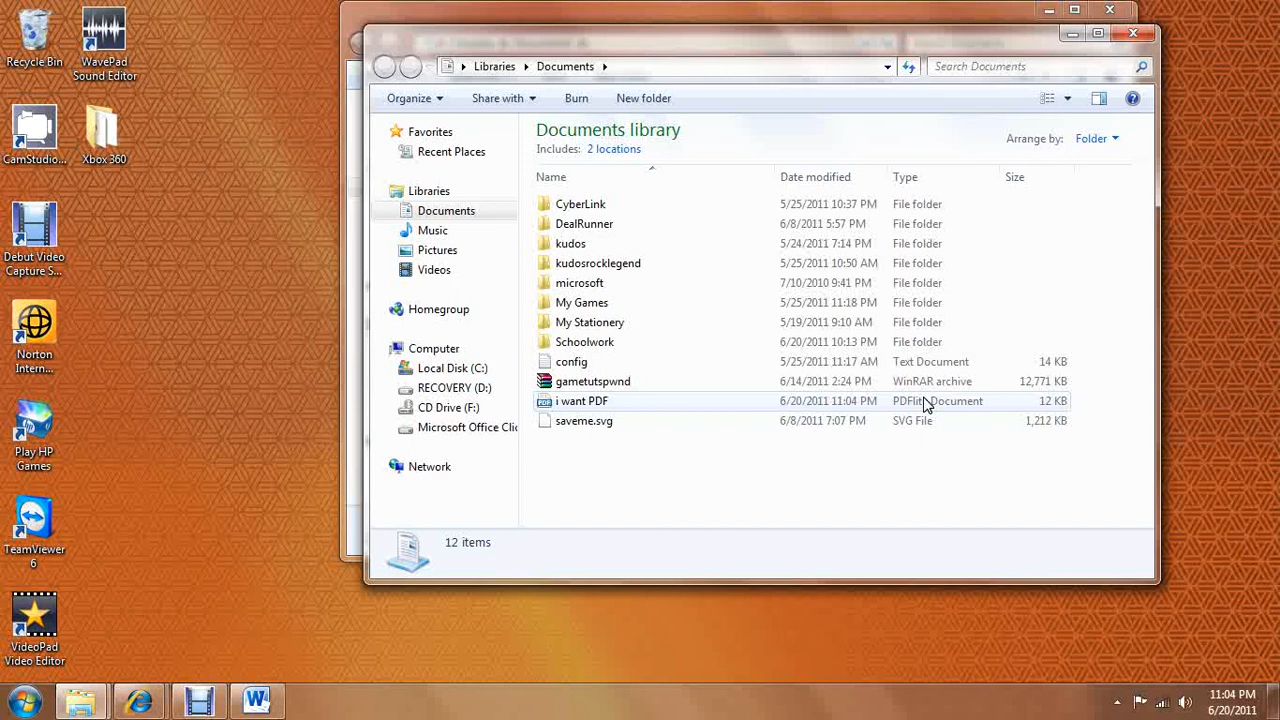 Recycle Bin
WavePad
Sound Editor
CamStudio...
Xbox 360
Debut Video
Capture S...
Norton
Intern...
Play HP
Games
TeamViewer
6
VideoPad
Video Editor
Libraries Documents
Search Documents
Organize Share with Burn New folder
Favorites
Recent Places
Libraries
Documents
Music
Pictures
Videos
Homegroup
Computer
Local Disk (C:)
RECOVERY (D:)
CD Drive (F:)
Microsoft Office Clic
Network
Documents library
Includes: 2 locations
Arrange by: Folder
Name Date modified Type Size
CyberLink 5/25/2011 10:37 PM File folder
DealRunner 6/8/2011 5:57 PM File folder
kudos 5/24/2011 7:14 PM File folder
kudosrocklegend 5/25/2011 10:50 AM File folder
microsoft 7/10/2010 9:41 PM File folder
My Games 5/25/2011 11:18 PM File folder
My Stationery 5/19/2011 9:10 AM File folder
Schoolwork 6/20/2011 10:13 PM File folder
config 5/25/2011 11:17 AM Text Document 14 KB
gametutspwnd 6/14/2011 2:24 PM WinRAR archive 12,771 KB
i want PDF 6/20/2011 11:04 PM PDFlite Document 12 KB
saveme.svg 6/8/2011 7:07 PM SVG File 1,212 KB
12 items
11:04 PM
6/20/2011